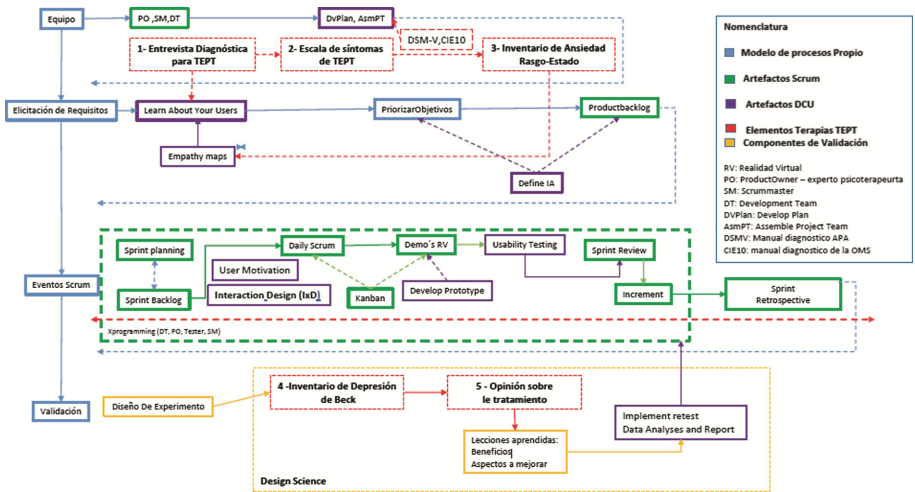 Equipo
PO ,SM,DT
DvPlan, AsmPT
DSM-V,CIE10
1- Entrevista Diagnóstica
para TEPT
2- Escala de síntomas
de TEPT
3- Inventario de Ansiedad
Rasgo-Estado
Elicitación de Requisitos
Learn About Your Users
PriorizarObjetivos
Productbacklog
Empathy maps
Define IA
Sprint planning
Daily Scrum
Demo´s RV
Usability Testing
Sprint Review
User Motivation
Eventos Scrum
Sprint Backlog
Interaction_Design (IxD)
Kanban
Develop Prototype
Increment
Sprint
Retrospective
Xprogramming (DT, PO, Tester, SM)
Validación
Diseño De Experimento
4 -Inventario de Depresión
de Beck
5 - Opinión sobre
le tratamiento
Implement retest
Data Analyses and Report
Lecciones aprendidas:
Beneficios
Aspectos a mejorar
Design Science
Nomenclatura
Modelo de procesos Propio
Artefactos Scrum
Artefactos DCU
Elementos Terapias TEPT
Componentes de Validación
RV: Realidad Virtual
PO: ProductOwner – experto psicoterapeurta
SM: Scrummaster
DT: Development Team
DVPlan: Develop Plan
AsmPT: Assemble Project Team
DSMV: Manual diagnostico APA
CIE10: manual diagnostico de la OMS